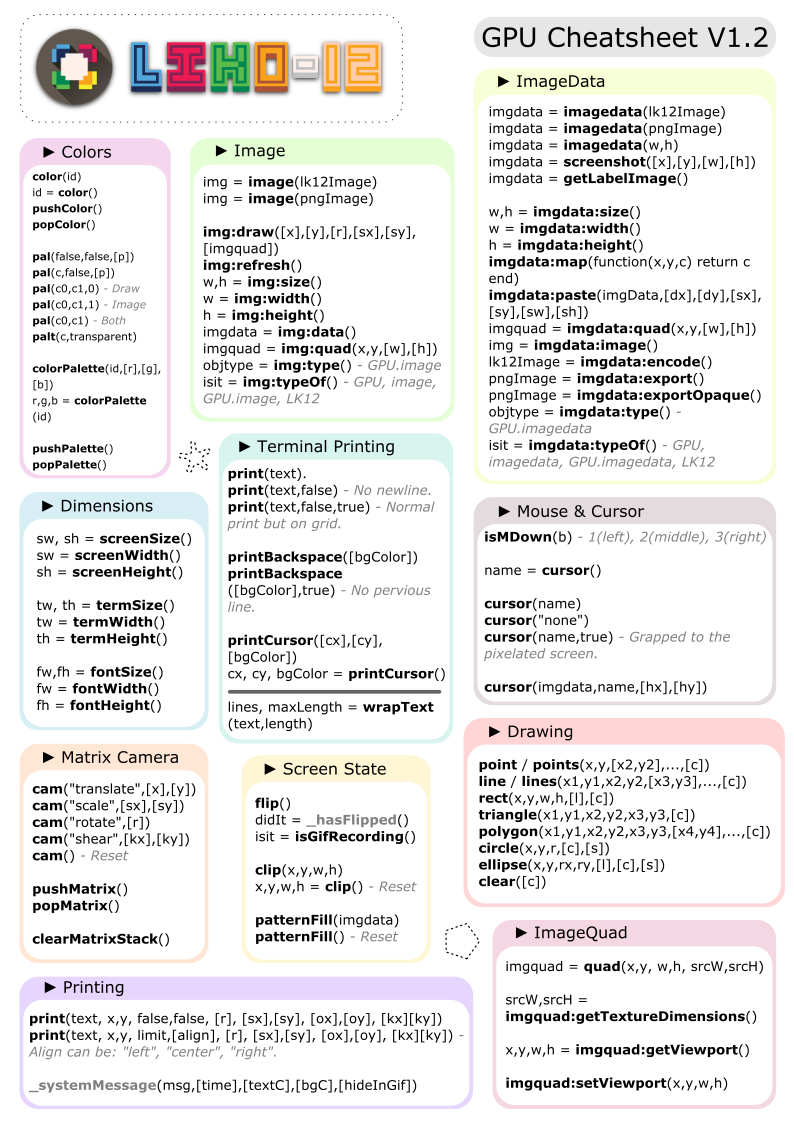 LIKO-12
GPU Cheatsheet V1.2
► Colors
color(id)
id = color()
pushColor()
popColor()
pal(false,false,[p])
pal(c,false,[p])
pal(c0,c1,0) - Draw
pal(c0,c1,1) - Image
pal(c0,c1) - Both
palt(c,transparent)
colorPalette(id,[r],[g],
[b])
r,g,b = colorPalette
(id)
pushPalette()
popPalette()
► Image
img = image(lk12Image)
img = image(pngImage)
img:draw([x],[y],[r],[sx],[sy],
[imgquad])
img:refresh()
w,h = img:size()
w = img:width()
h = img:height()
imgdata = img:data()
imgquad = img:quad(x,y,[w],[h])
objtype = img:type() - GPU.image
isit = img:typeOf() - GPU, image,
GPU.image, LK12
► ImageData
imgdata = imagedata(lk12Image)
imgdata = imagedata(pngImage)
imgdata = imagedata(w,h)
imgdata = screenshot([x],[y],[w],[h])
imgdata = getLabelImage()
w,h = imgdata:size()
w = imgdata:width()
h = imgdata:height()
imgdata:map(function(x,y,c) return c
end)
imgdata:paste(imgData,[dx],[dy],[sx],
[sy],[sw],[sh])
imgquad = imgdata:quad(x,y,[w],[h])
img = imgdata:image()
lk12Image = imgdata:encode()
pngImage = imgdata:export()
pngImage = imgdata:exportOpaque()
objtype = imgdata:type() -
GPU.imagedata
isit = imgdata:typeOf() - GPU,
imagedata, GPU.imagedata, LK12
► Terminal Printing
print(text).
print(text,false) - No newline.
print(text,false,true) - Normal
print but on grid.
printBackspace([bgColor])
printBackspace
([bgColor],true) - No pervious
line.
printCursor([cx],[cy],
[bgColor])
cx, cy, bgColor = printCursor()
lines, maxLength = wrapText
(text,length)
► Dimensions
sw, sh = screenSize()
sw = screenWidth()
sh = screenHeight()
tw, th = termSize()
tw = termWidth()
th = termHeight()
fw,fh = fontSize()
fw = fontWidth()
fh = fontHeight()
► Mouse & Cursor
isMDown(b) - 1(left), 2(middle), 3(right)
name = cursor()
cursor(name)
cursor("none")
cursor(name,true) - Grapped to the
pixelated screen.
cursor(imgdata,name,[hx],[hy])
► Matrix Camera
cam("translate",[x],[y])
cam("scale",[sx],[sy])
cam("rotate",[r])
cam("shear",[kx],[ky])
cam() - Reset
pushMatrix()
popMatrix()
clearMatrixStack()
► Screen State
flip()
didIt = _hasFlipped()
isit = isGifRecording()
clip(x,y,w,h)
x,y,w,h = clip() - Reset
patternFill(imgdata)
patternFill() - Reset
► Drawing
point / points(x,y,[x2,y2],...,[c])
line / lines(x1,y1,x2,y2,[x3,y3],...,[c])
rect(x,y,w,h,[l],[c])
triangle(x1,y1,x2,y2,x3,y3,[c])
polygon(x1,y1,x2,y2,x3,y3,[x4,y4],...,[c])
circle(x,y,r,[c],[s])
ellipse(x,y,rx,ry,[l],[c],[s])
clear([c])
► ImageQuad
imgquad = quad(x,y, w,h, srcW,srcH)
srcW,srcH =
imgquad:getTextureDimensions()
x,y,w,h = imgquad:getViewport()
imgquad:setViewport(x,y,w,h)
► Printing
print(text, x,y, false,false, [r], [sx],[sy], [ox],[oy], [kx][ky])
print(text, x,y, limit,[align], [r], [sx],[sy], [ox],[oy], [kx][ky]) -
Align can be: "left", "center", "right".
_systemMessage(msg,[time],[textC],[bgC],[hideInGif])